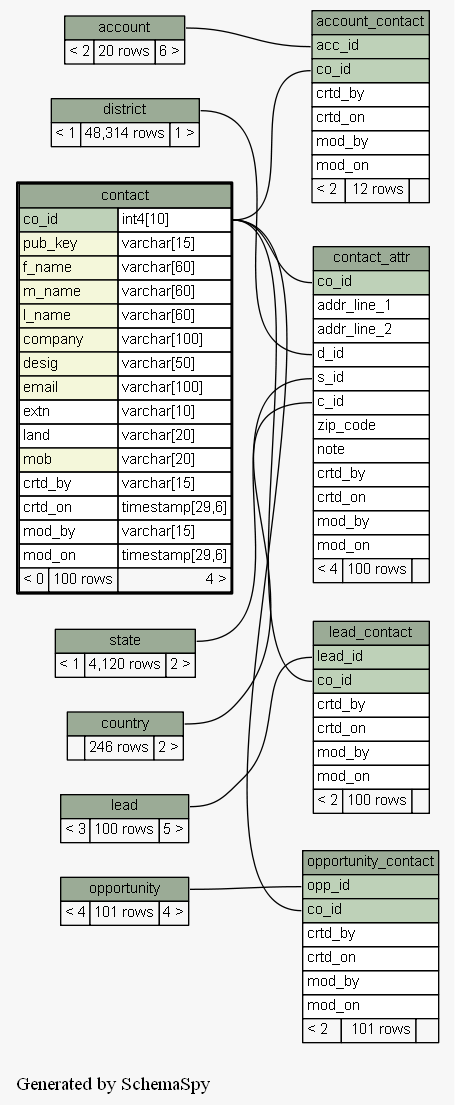 account
< 2 20 rows 6 >
district
< 1 48,314 rows 1 >
contact
co_id int4[10]
pub_key varchar[15]
f_name varchar[60]
m_name varchar[60]
l_name varchar[60]
company varchar[100]
desig varchar[50]
email varchar[100]
extn varchar[10]
land varchar[20]
mob varchar[20]
crtd_by varchar[15]
crtd_on timestamp[29,6]
mod_by varchar[15]
mod_on timestamp[29,6]
< 0 100 rows 4 >
state
< 1 4,120 rows 2 >
country
246 rows 2 >
lead
< 3 100 rows 5 >
opportunity
< 4 101 rows 4 >
account_contact
acc_id
co_id
crtd_by
crtd_on
mod_by
mod_on
< 2 12 rows
contact_attr
co_id
addr_line_1
addr_line_2
d_id
s_id
c_id
zip_code
note
crtd_by
crtd_on
mod_by
mod_on
< 4 100 rows
lead_contact
lead_id
co_id
crtd_by
crtd_on
mod_by
mod_on
< 2 100 rows
opportunity_contact
opp_id
co_id
crtd_by
crtd_on
mod_by
mod_on
< 2 101 rows
Generated by SchemaSpy